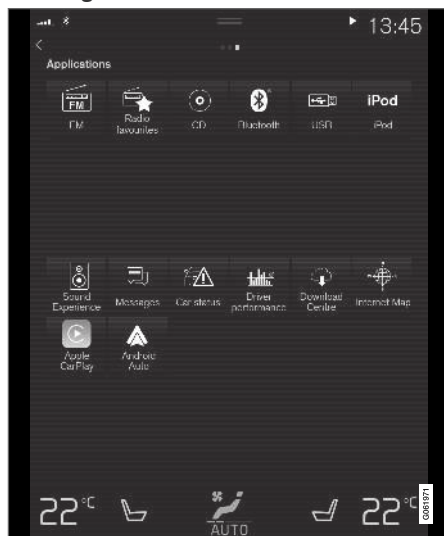 13:45
Applications
FM
iPod
FM
Radio
favourites
CD
Bluetooth
USB
iPod
Sound
Experience
Messages
Car status
Driver
performance
Download
Centre
Internet Map
Apple
CarPlay
Android
Auto
22°C
AUTO
22°C
G061971